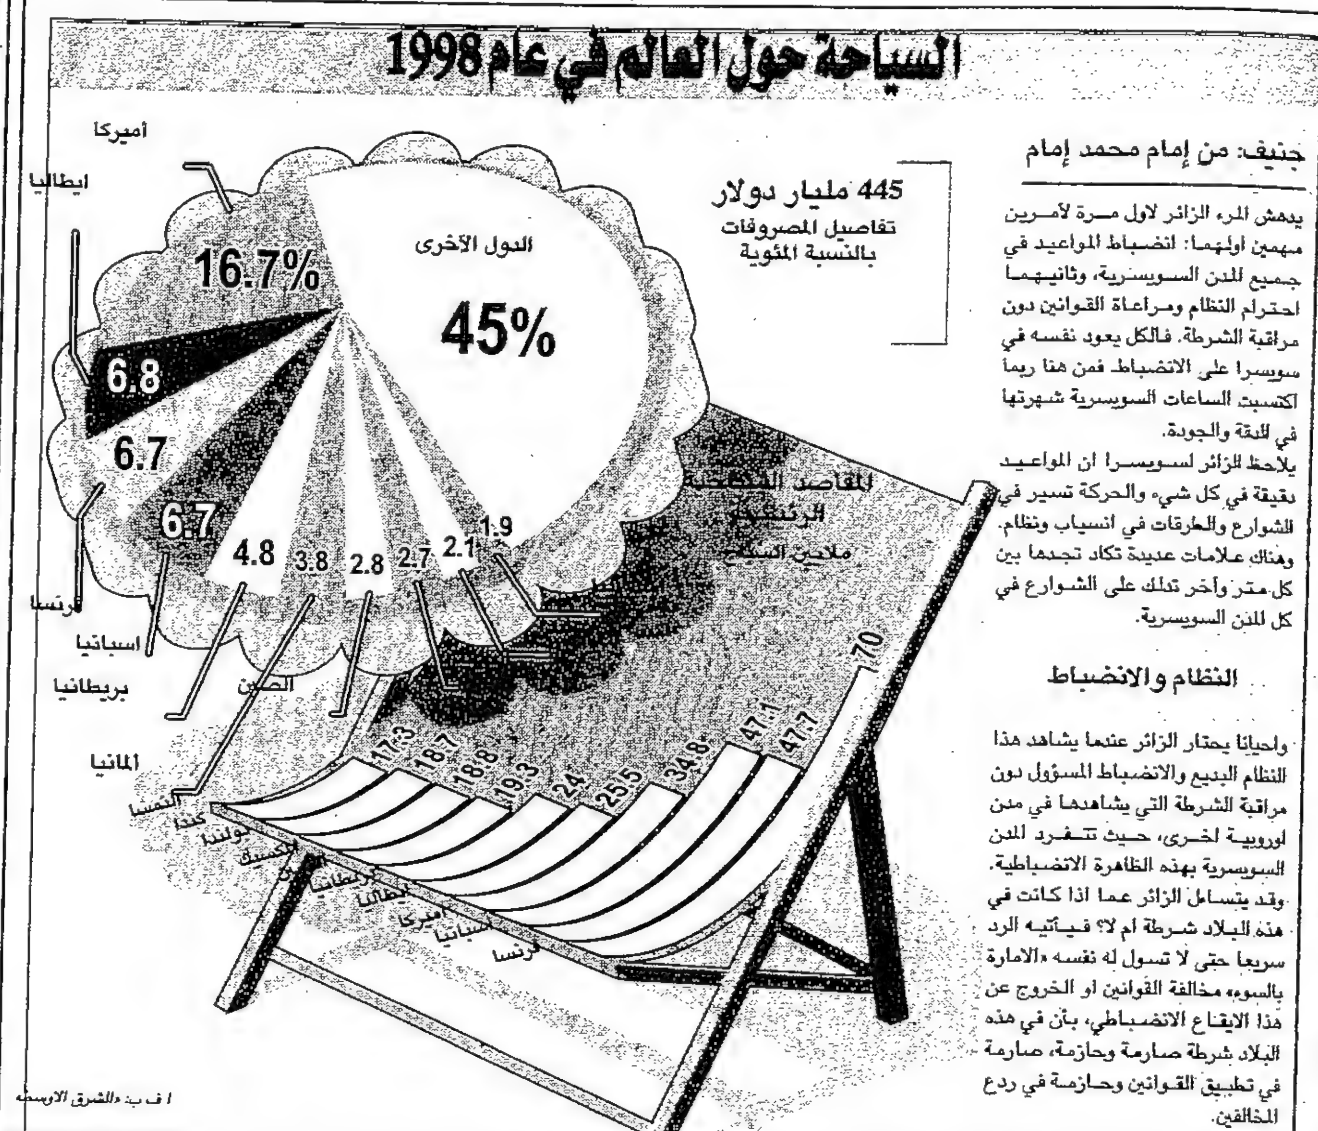 السياحة حول العالم في عام 1998
جنيف: من إمام محمد إمام
يدهش المرء الزائر لاول مرة لأمرين
مهمين اولهما: انضباط المواعيد في
جميع المدن السويسرية، وثانيهما
احترام النظام ومراعاة القوانين دون
مراقبة الشرطة. فالكل يعود نفسه في
سويسرا على الانضباط. فمن هنا ربما
اكتسبت الساعات السويسرية شهرتها
في الدقة والجودة.
يلاحظ الزائر لسويسرا ان المواعيد
دقيقة في كل شيء والحركة تسير في
الشوارع والطرقات في انسياب ونظام.
وهناك علامات عديدة تكاد تجدها بين
كل متر وآخر تدلك على الشوارع في
كل المدن السويسرية.
النظام والانضباط
واحيانا يحتار الزائر عندما يشاهد هذا
النظام البديع والانضباط المسؤول دون
مراقبة الشرطة التي يشاهدها في مدن
اوروبية اخرى، حيث تتفرد المدن
السويسرية بهذه الظاهرة الانضباطية.
وقد يتساءل الزائر عما اذا كانت في
هذه البلاد شرطة ام لا؟ فيأتيه الرد
سريعا حتى لا تسول له نفسه «الامارة
بالسوء» مخالفة القوانين او الخروج عن
هذا الايقاع الانضباطي، بأن في هذه
البلاد شرطة صارمة وحازمة، صارمة
في تطبيق القوانين وحازمة في ردع
المخالفين.
445 مليار دولار
تفاصيل المصروفات
بالنسبة المئوية
الدول الأخرى
45%
أميركا
16.7%
ايطاليا
6.8
6.7
6.7
4.8
3.8
2.8
2.7
2.1
1.9
فرنسا
اسبانيا
بريطانيا
الصين
المانيا
النمسا
كندا
المقاصد
الرئيسية
ملايين السياح
17.3
18.7
18.8
19.3
24
25.5
34.8
47.1
47.7
70
بولندا
المكسيك
بريطانيا
ايطاليا
أميركا
اسبانيا
فرنسا
ا ف ب: «الشرق الاوسط»